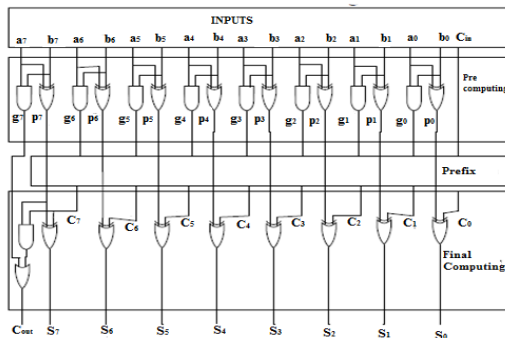 INPUTS
a7 b7 a6 b6 a5 b5 a4 b4 a3 b3 a2 b2 a1 b1 a0 b0 Cin
Pre
computing
g7 p7 g6 p6 g5 p5 g4 p4 g3 p3 g2 p2 g1 p1 g0 p0
Prefix
C7 C6 C5 C4 C3 C2 C1 C0
Final
Computing
Cout S7 S6 S5 S4 S3 S2 S1 S0